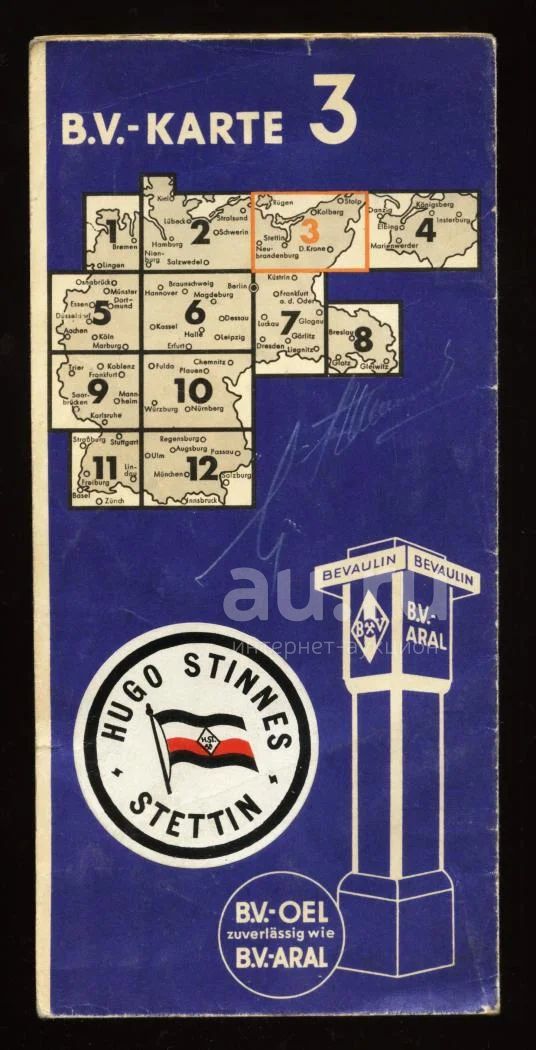 B.V.-KARTE 3
Kiel
Rügen
Stolp
Kolberg
Danzig
Königsberg
Lübeck
Stralsund
Insterburg
1
2
Schwerin
3
Elbing
4
Bremen
Hamburg
Stettin
Marienwerder
Nien-
burg
Salzwedel
Neu-
brandenburg
D.Krone
Lingen
Osnabrück
Braunschweig
Berlin
Küstrin
Münster
Hannover
Magdeburg
Frankfurt
a.d.Oder
Essen
Dort-
mund
5
6
7
Düsseldorf
Dessau
Luckau
Glogau
Breslau
8
Aachen
Kassel
Halle
Leipzig
Görlitz
Köln
Marburg
Erfurt
Dresden
Liegnitz
Glatz
Gleiwitz
Trier
Koblenz
Fulda
Chemnitz
Frankfurt
Plauen
9
10
Saar-
brücken
Mann-
heim
Karlsruhe
Würzburg
Nürnberg
Straßburg
Stuttgart
Regensburg
Ulm
Augsburg
Passau
11
Lin-
dau
12
Freiburg
München
Salzburg
Basel
Zürich
Innsbruck
BEVAULIN
BEVAULIN
B V
B.V.-
ARAL
au.ru
интернет-аукцион
HUGO STINNES
H.St.
STETTIN
B.V.-OEL
zuverlässig wie
B.V.-ARAL